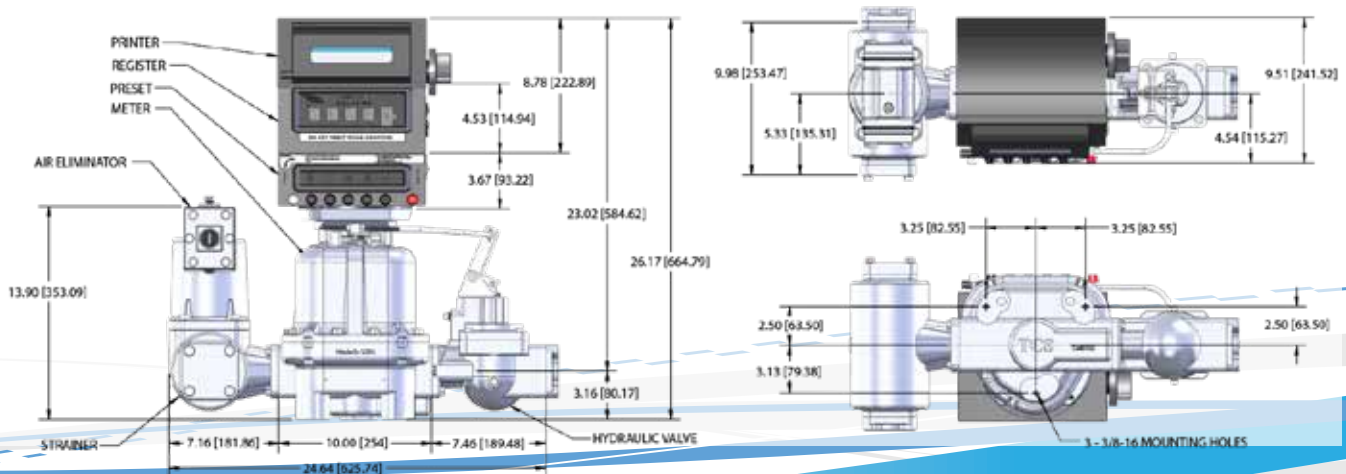 PRINTER
REGISTER
PRESET
METER
AIR ELIMINATOR
STRAINER
HYDRAULIC VALVE
8.78 [222.89]
4.53 [114.94]
3.67 [93.22]
23.02 [584.62]
26.17 [664.79]
13.90 [353.09]
3.16 [80.17]
7.16 [181.86]
10.00 [254]
7.46 [189.48]
24.64 [625.74]
9.98 [253.47]
5.33 [135.31]
9.51 [241.52]
4.54 [115.27]
3.25 [82.55]
3.25 [82.55]
2.50 [63.50]
2.50 [63.50]
3.13 [79.38]
TCS
3 - 3/8-16 MOUNTING HOLES